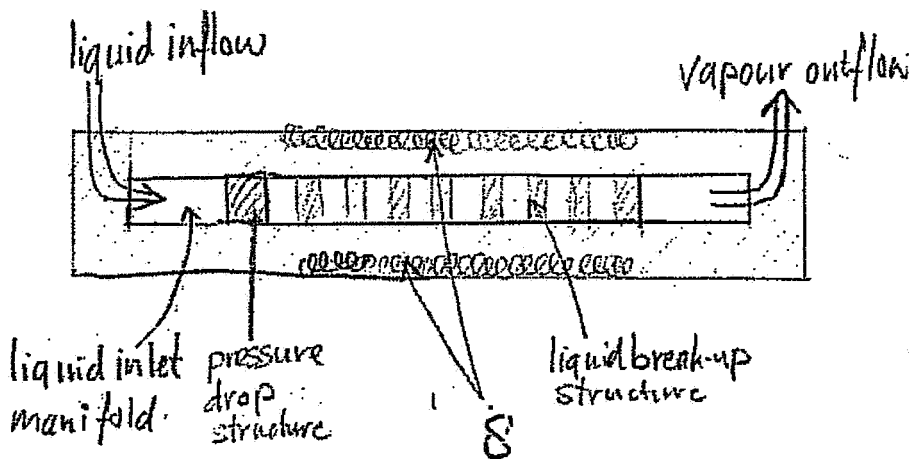 liquid inflow
vapour outflow
liquid inlet
manifold.
pressure
drop
structure
liquid break-up
structure
8